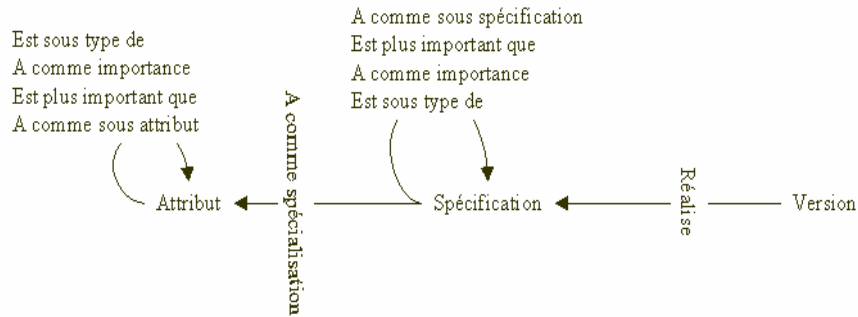 Est sous type de
A comme importance
Est plus important que
A comme sous attribut
A comme sous spécification
Est plus important que
A comme importance
Est sous type de
A comme spécialisation
Réalise
Attribut
Spécification
Version